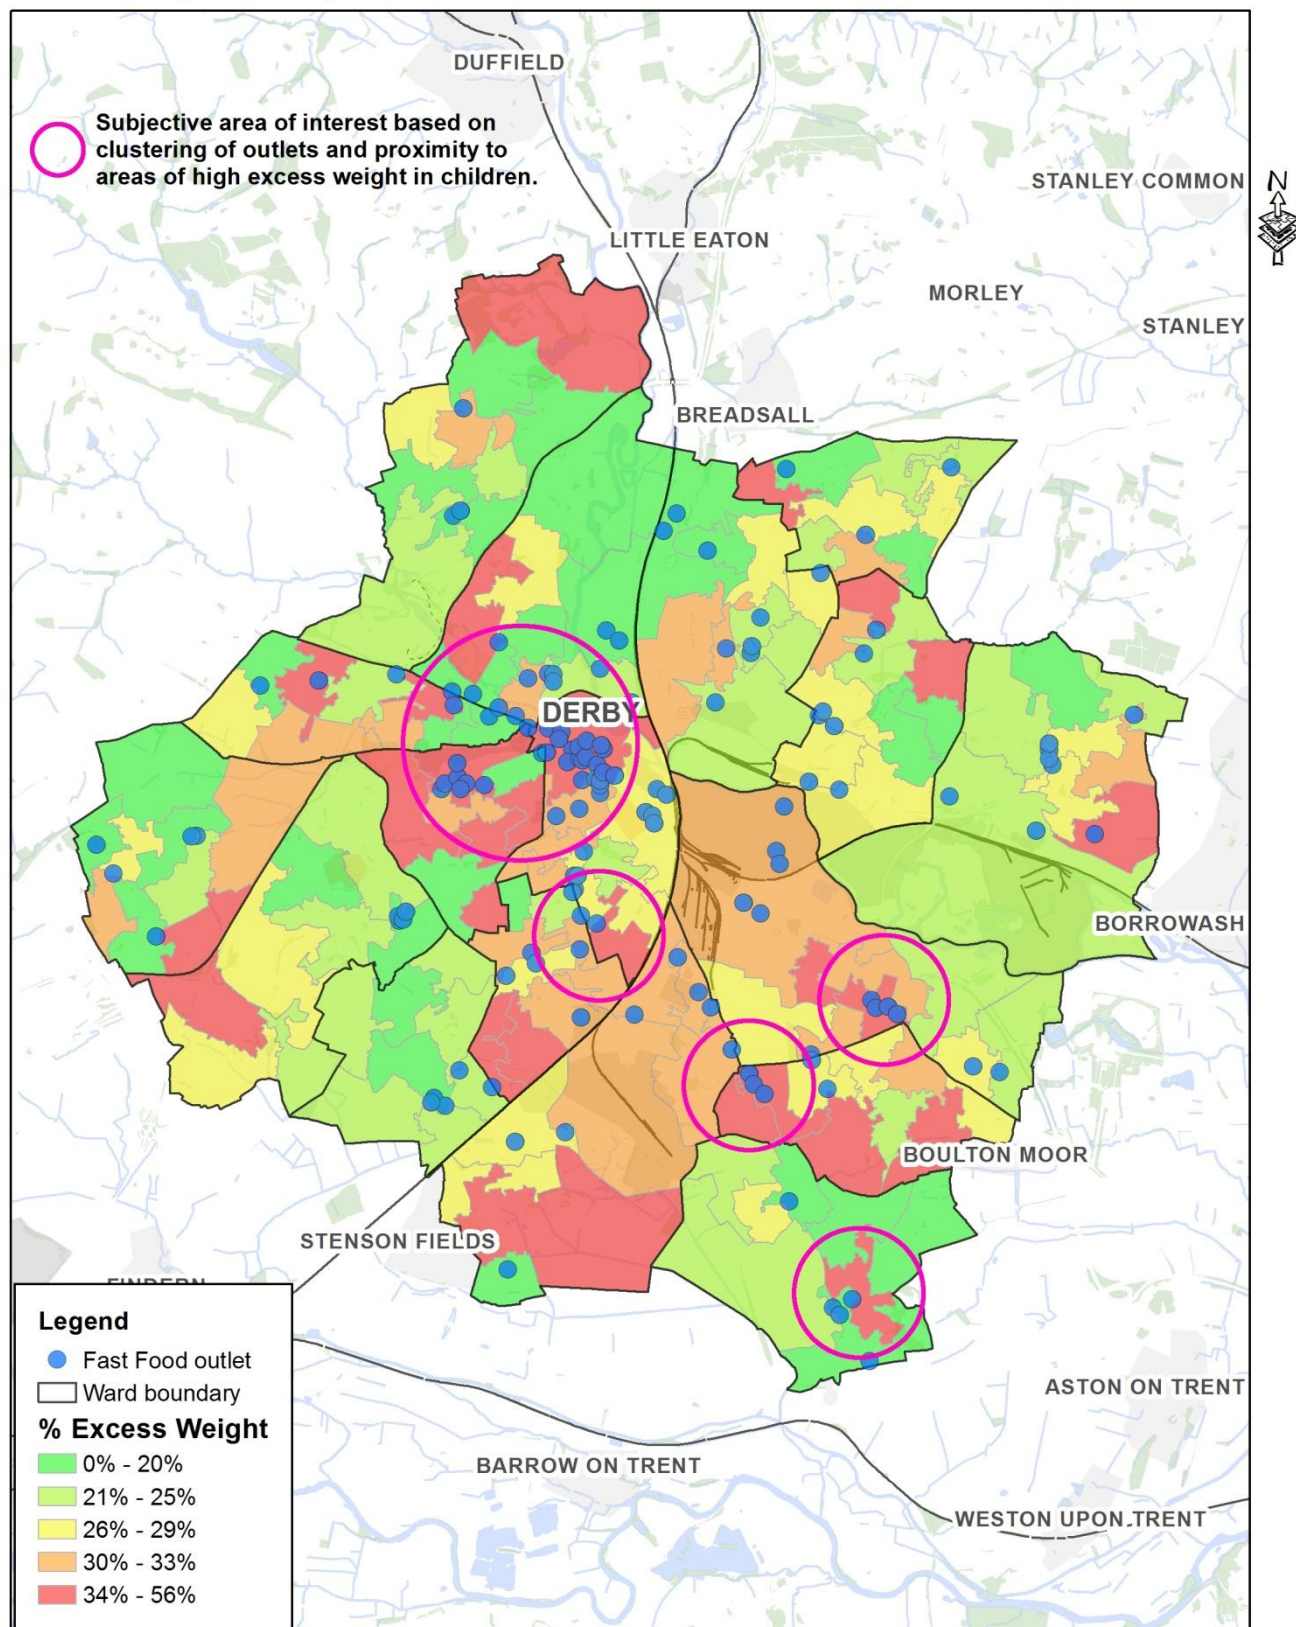 DUFFIELD
Subjective area of interest based on
clustering of outlets and proximity to
areas of high excess weight in children.
STANLEY COMMON
N
LITTLE EATON
MORLEY
STANLEY
BREADSALL
DERBY
BORROWASH
BOULTON MOOR
STENSON FIELDS
FINDERN
Legend
Fast Food outlet
Ward boundary
% Excess Weight
0% - 20%
21% - 25%
26% - 29%
30% - 33%
34% - 56%
ASTON ON TRENT
BARROW ON TRENT
WESTON UPON TRENT